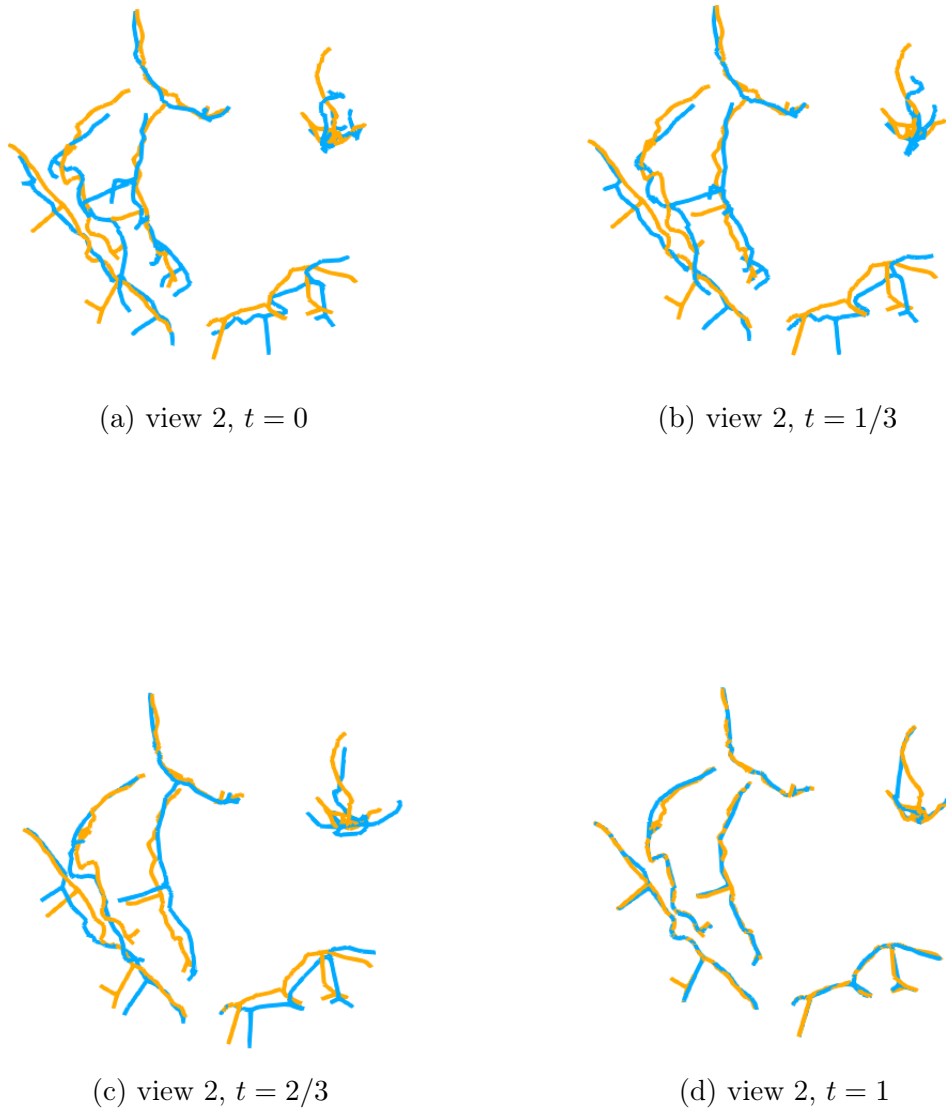 (a) view 2, t = 0
(b) view 2, t = 1/3
(c) view 2, t = 2/3
(d) view 2, t = 1